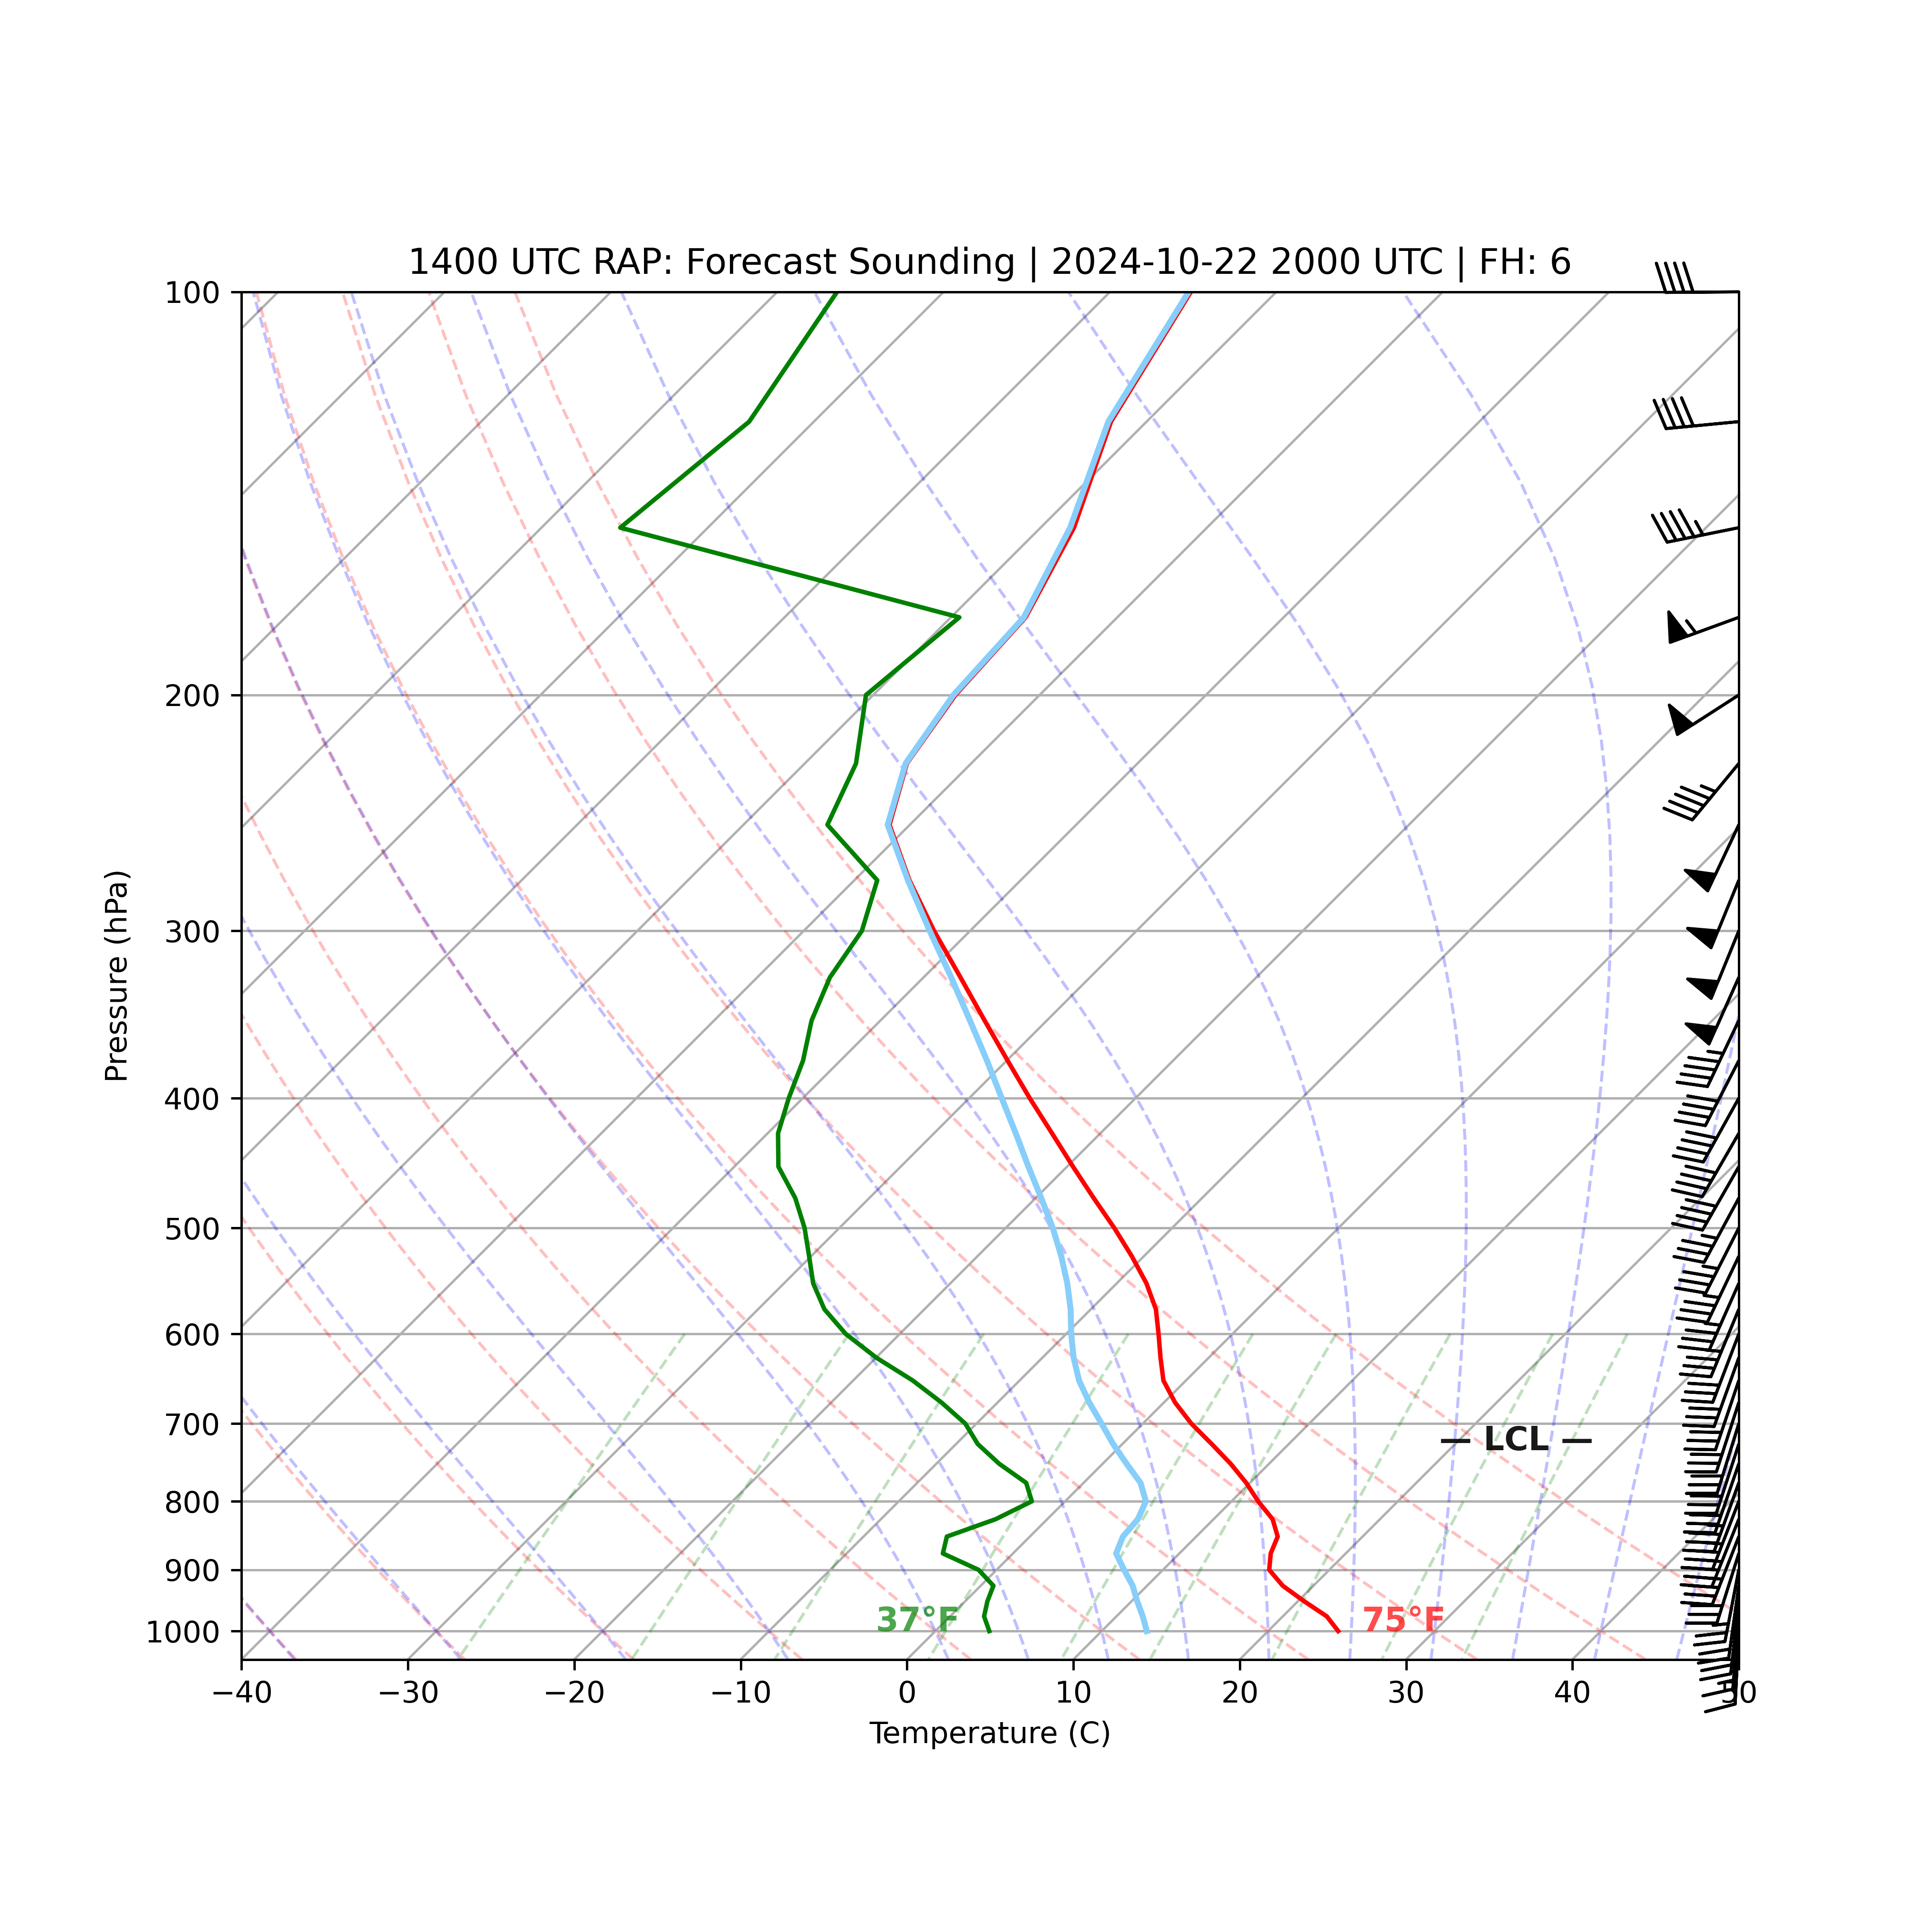 1400 UTC RAP: Forecast Sounding | 2024-10-22 2000 UTC | FH: 6
100
200
300
400
500
600
700
800
900
1000
Pressure (hPa)
— LCL —
37°F
75°F
−40 −30 −20 −10 0 10 20 30 40 50
Temperature (C)